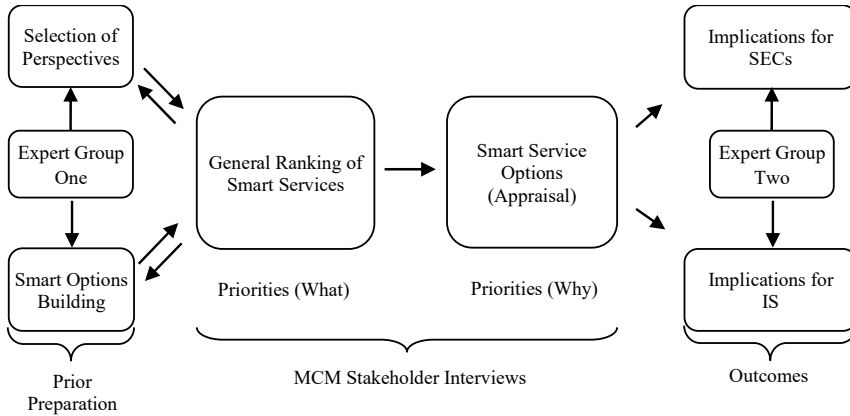 Selection of
Perspectives
Expert Group
One
Smart Options
Building
Prior
Preparation
General Ranking of
Smart Services
Priorities (What)
Smart Service
Options
(Appraisal)
Priorities (Why)
MCM Stakeholder Interviews
Implications for
SECs
Expert Group
Two
Implications for
IS
Outcomes